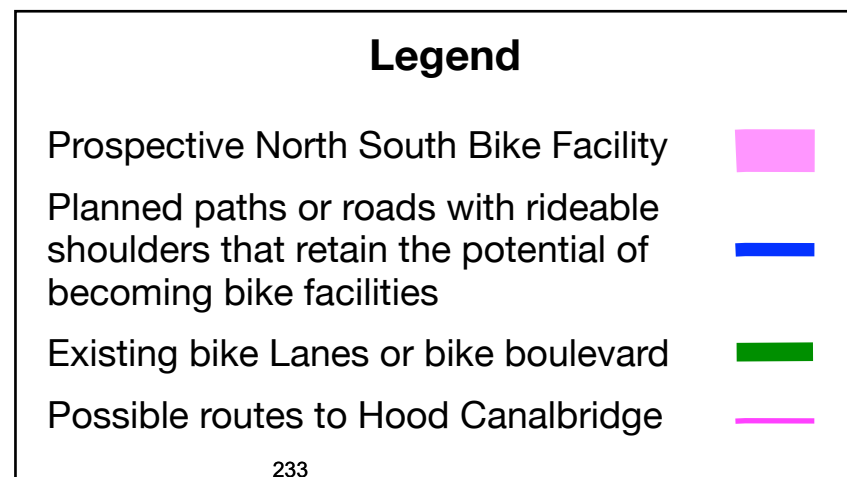 Legend
Prospective North South Bike Facility
Planned paths or roads with rideable
shoulders that retain the potential of
becoming bike facilities
Existing bike Lanes or bike boulevard
Possible routes to Hood Canalbridge
233